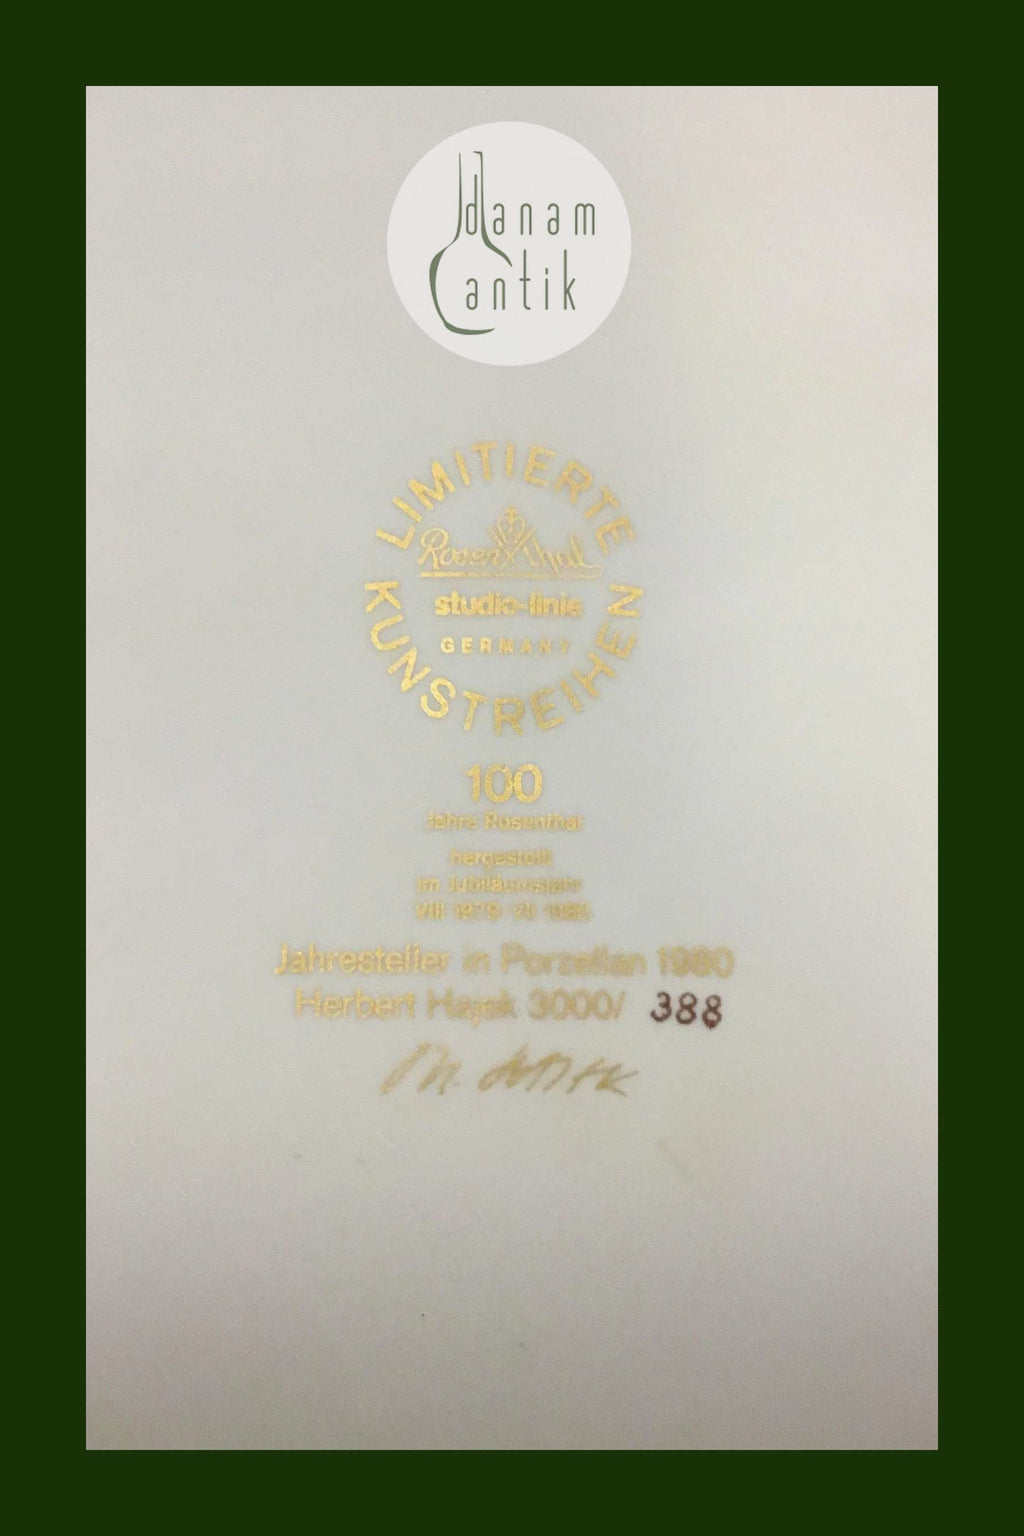 danam
antik
LIMITIERTE
Rosenthal
studio-linie
GERMANY
KUNSTREIHEN
100
Jahre Rosenthal
hergestellt
im Jubiläumsjahr
VIII 1979 - VII 1980
Jahresteller in Porzellan 1980
Herbert Hajek 3000/ 388